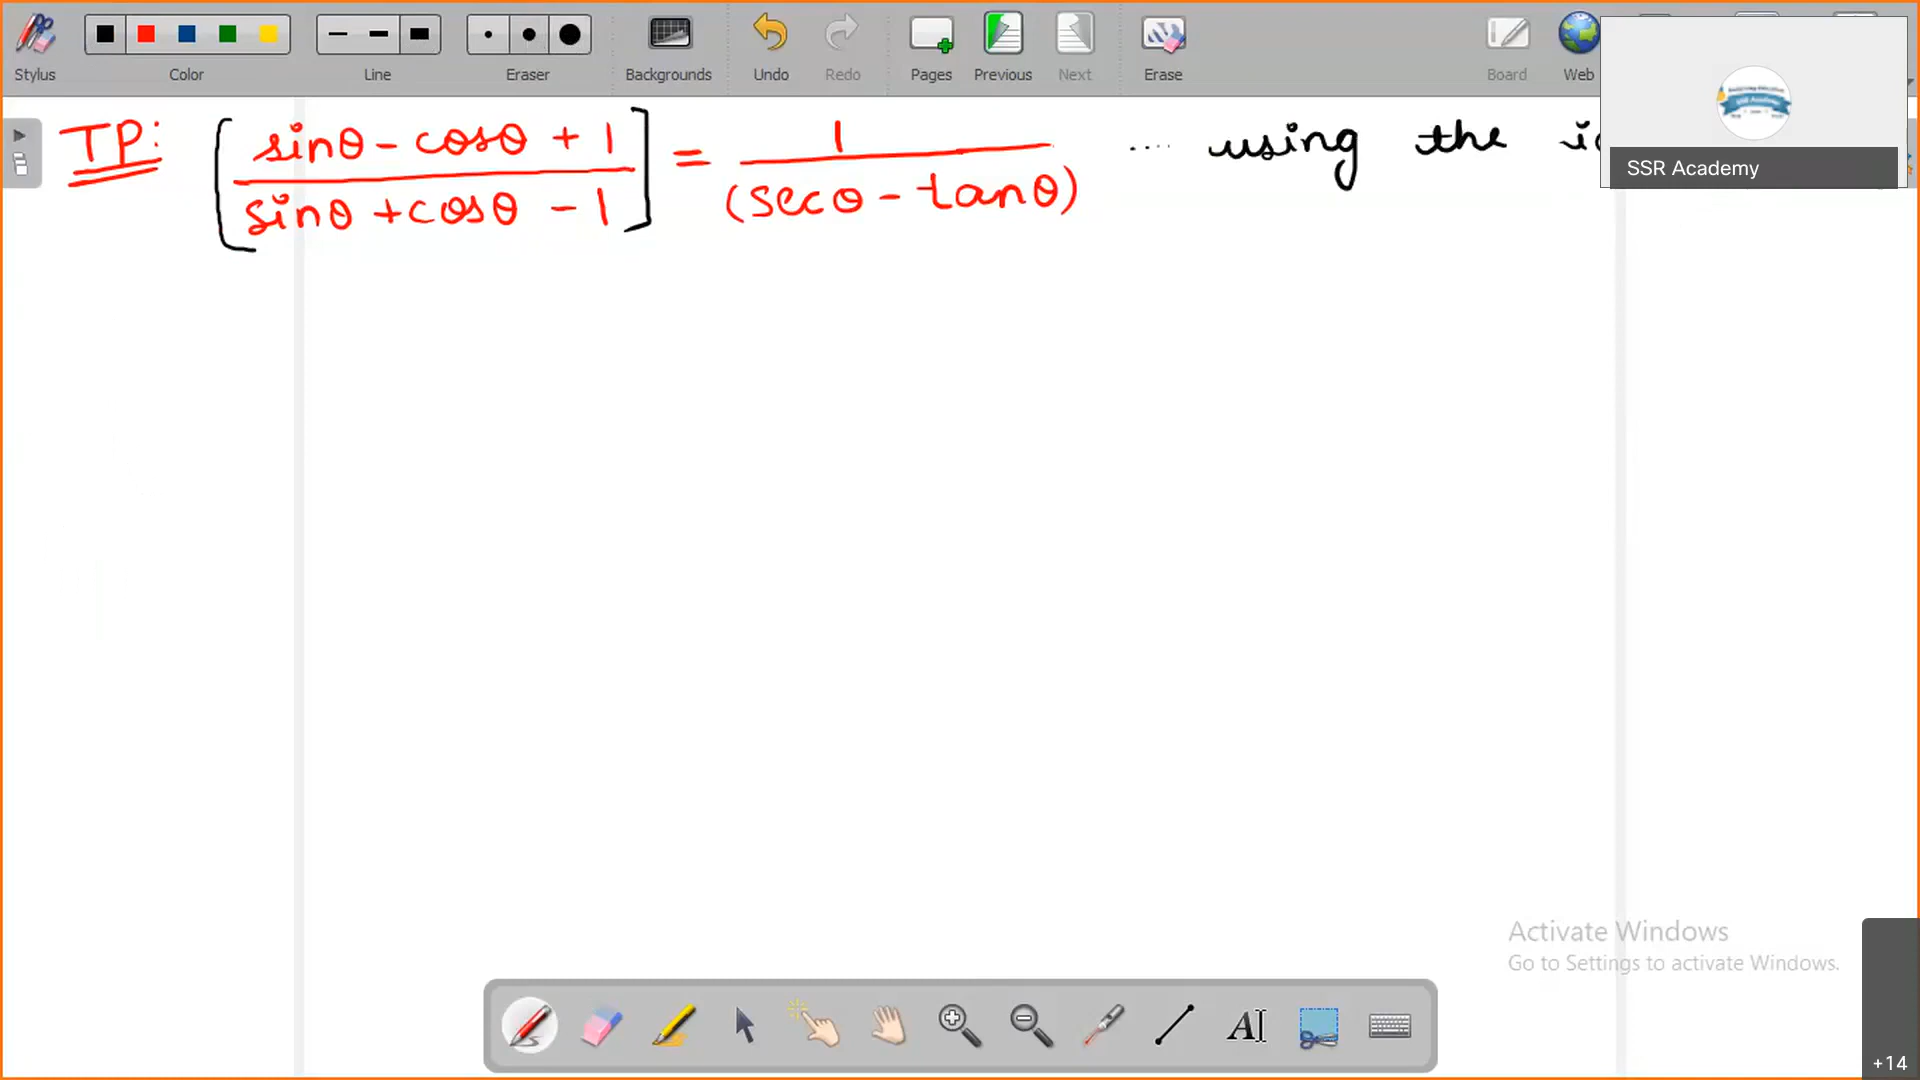 Stylus Color Line Eraser Backgrounds Undo Redo Pages Previous Next Erase Board Web
TP: [(sinθ - cosθ + 1)/(sinθ + cosθ - 1)] = 1/(secθ - tanθ) .... using the
SSR Academy
Activate Windows
Go to Settings to activate Windows.
+14